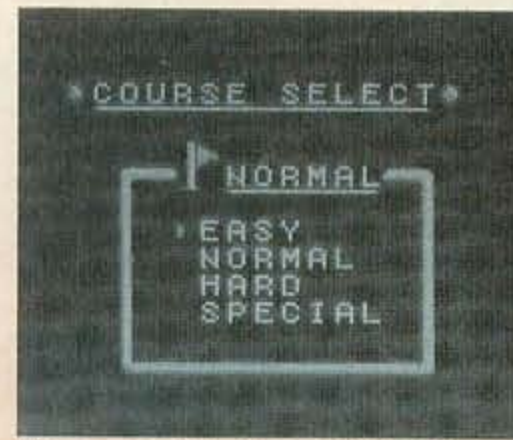 COURSE SELECT
NORMAL
EASY
NORMAL
HARD
SPECIAL